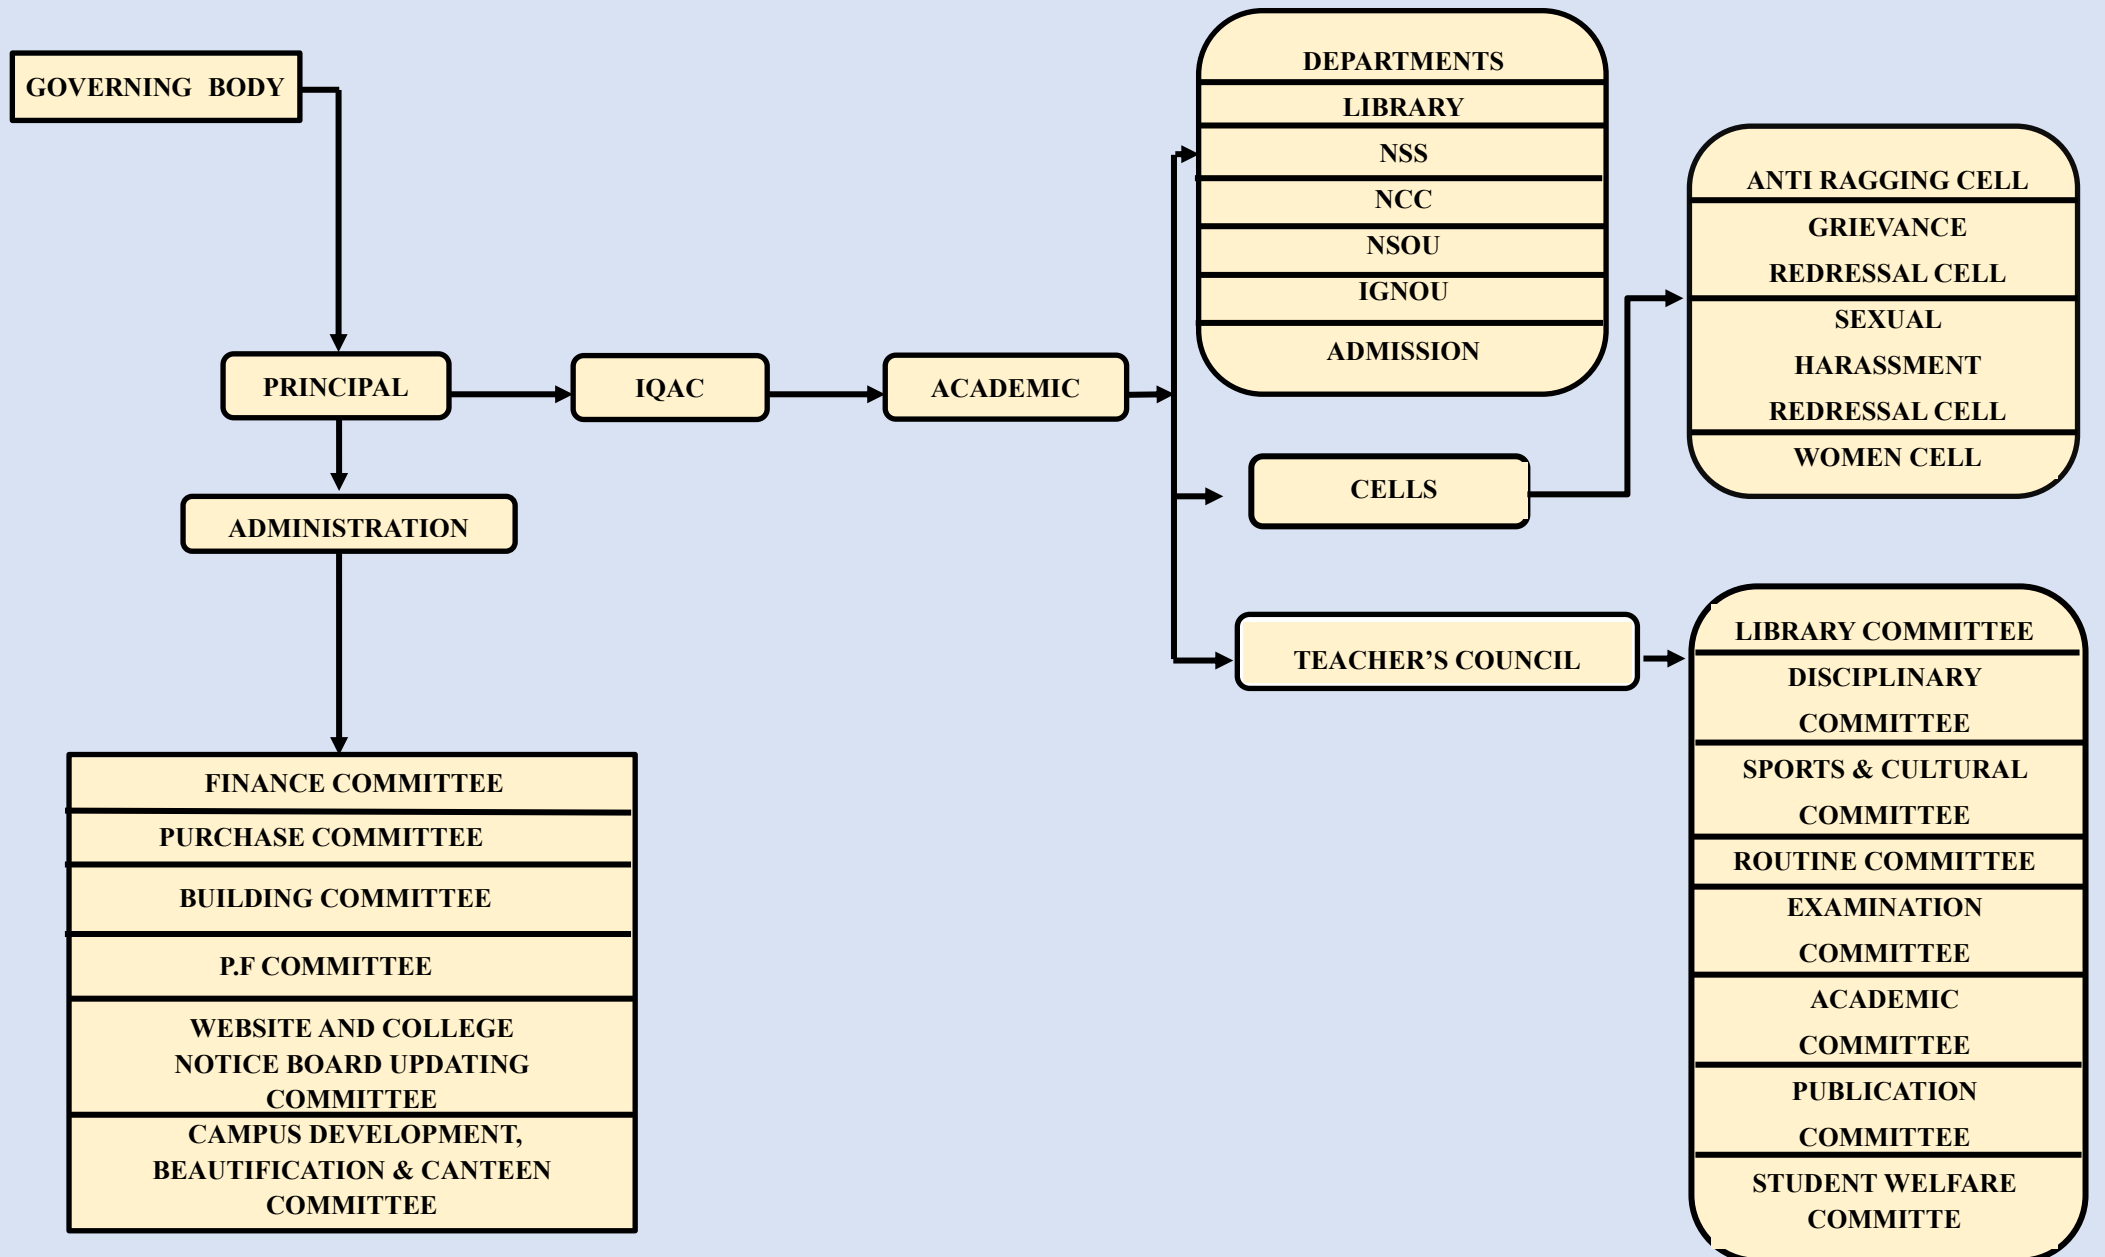 GOVERNING BODY
PRINCIPAL
IQAC
ACADEMIC
ADMINISTRATION
FINANCE COMMITTEE
PURCHASE COMMITTEE
BUILDING COMMITTEE
P.F COMMITTEE
WEBSITE AND COLLEGE
NOTICE BOARD UPDATING
COMMITTEE
CAMPUS DEVELOPMENT,
BEAUTIFICATION & CANTEEN
COMMITTEE
DEPARTMENTS
LIBRARY
NSS
NCC
NSOU
IGNOU
ADMISSION
CELLS
TEACHER’S COUNCIL
ANTI RAGGING CELL
GRIEVANCE
REDRESSAL CELL
SEXUAL
HARASSMENT
REDRESSAL CELL
WOMEN CELL
LIBRARY COMMITTEE
DISCIPLINARY
COMMITTEE
SPORTS & CULTURAL
COMMITTEE
ROUTINE COMMITTEE
EXAMINATION
COMMITTEE
ACADEMIC
COMMITTEE
PUBLICATION
COMMITTEE
STUDENT WELFARE
COMMITTE